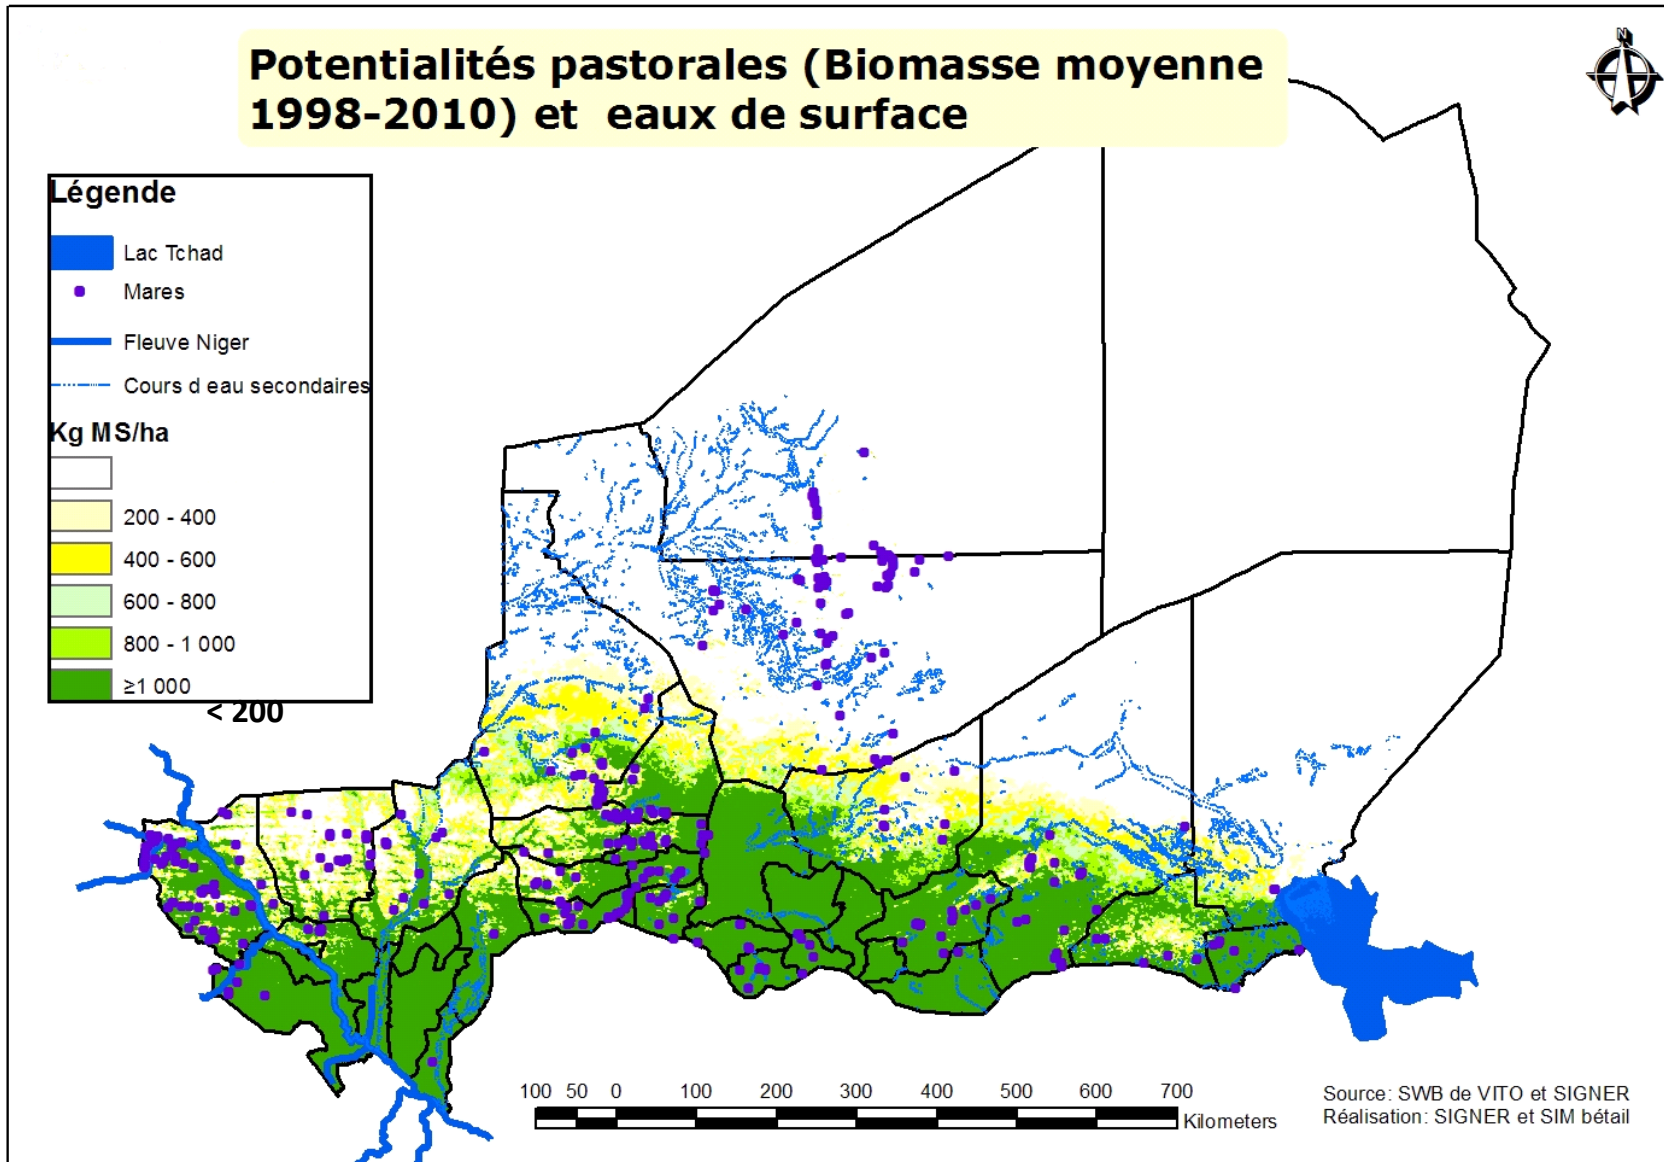 Potentialités pastorales (Biomasse moyenne
1998-2010) et eaux de surface
N
Légende
Lac Tchad
Mares
Fleuve Niger
Cours d eau secondaires
Kg MS/ha
200 - 400
400 - 600
600 - 800
800 - 1 000
≥1 000
< 200
100 50 0 100 200 300 400 500 600 700
Kilometers
Source: SWB de VITO et SIGNER
Réalisation: SIGNER et SIM bétail